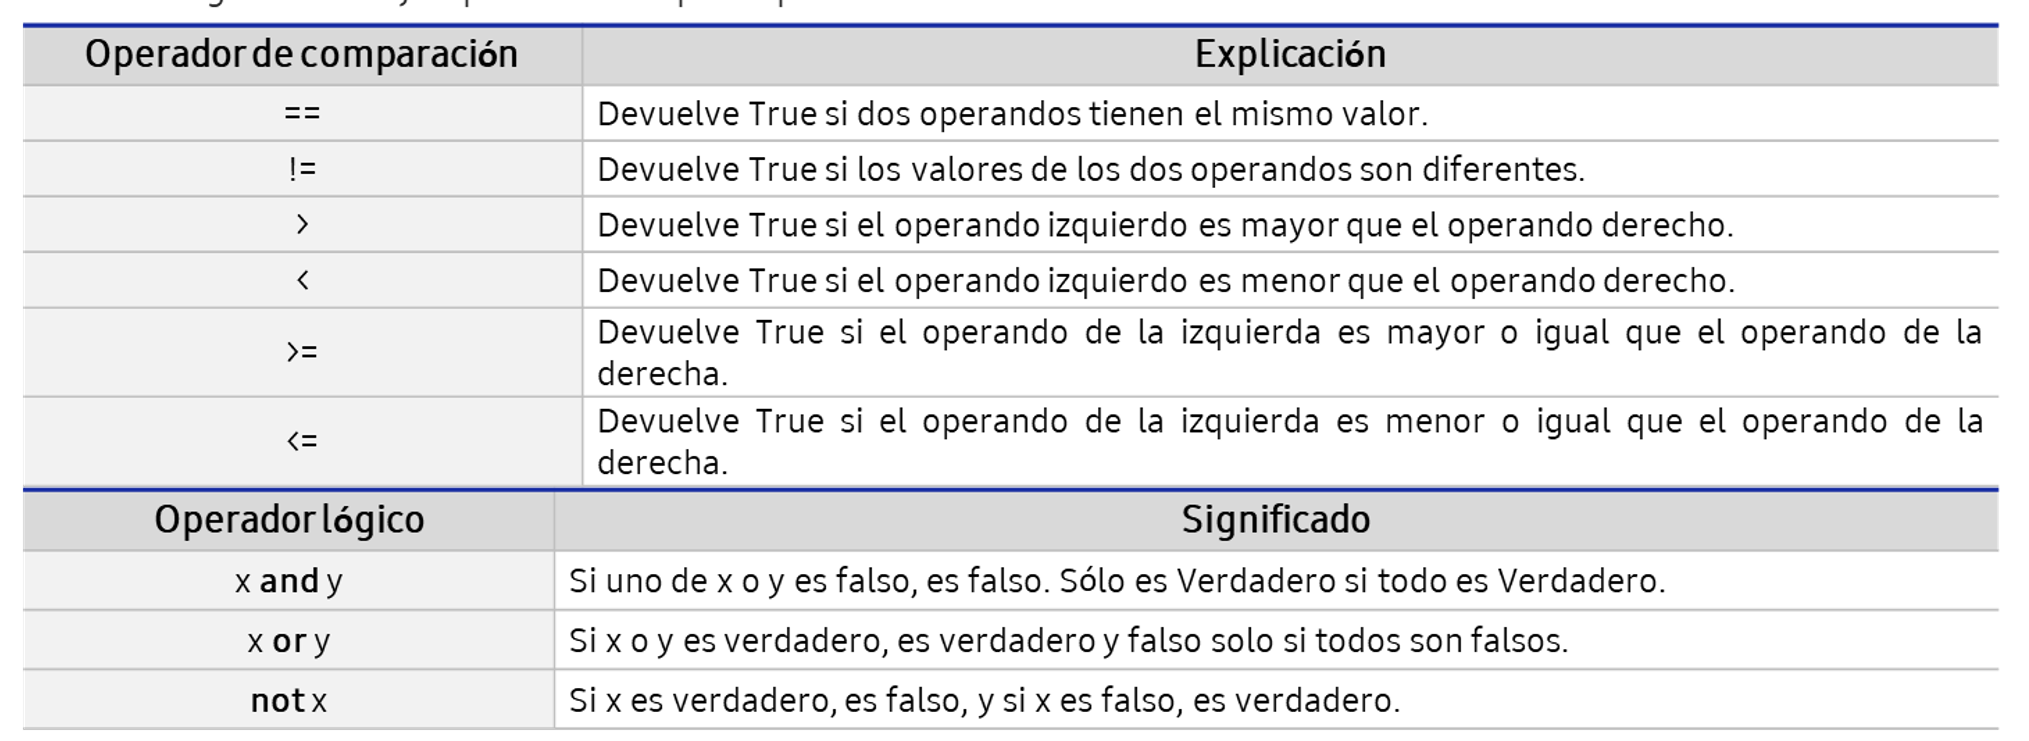 Operador de comparación Explicación
== Devuelve True si dos operandos tienen el mismo valor.
!= Devuelve True si los valores de los dos operandos son diferentes.
> Devuelve True si el operando izquierdo es mayor que el operando derecho.
< Devuelve True si el operando izquierdo es menor que el operando derecho.
>= Devuelve True si el operando de la izquierda es mayor o igual que el operando de la
derecha.
<= Devuelve True si el operando de la izquierda es menor o igual que el operando de la
derecha.
Operador lógico Significado
x and y Si uno de x o y es falso, es falso. Sólo es Verdadero si todo es Verdadero.
x or y Si x o y es verdadero, es verdadero y falso solo si todos son falsos.
not x Si x es verdadero, es falso, y si x es falso, es verdadero.